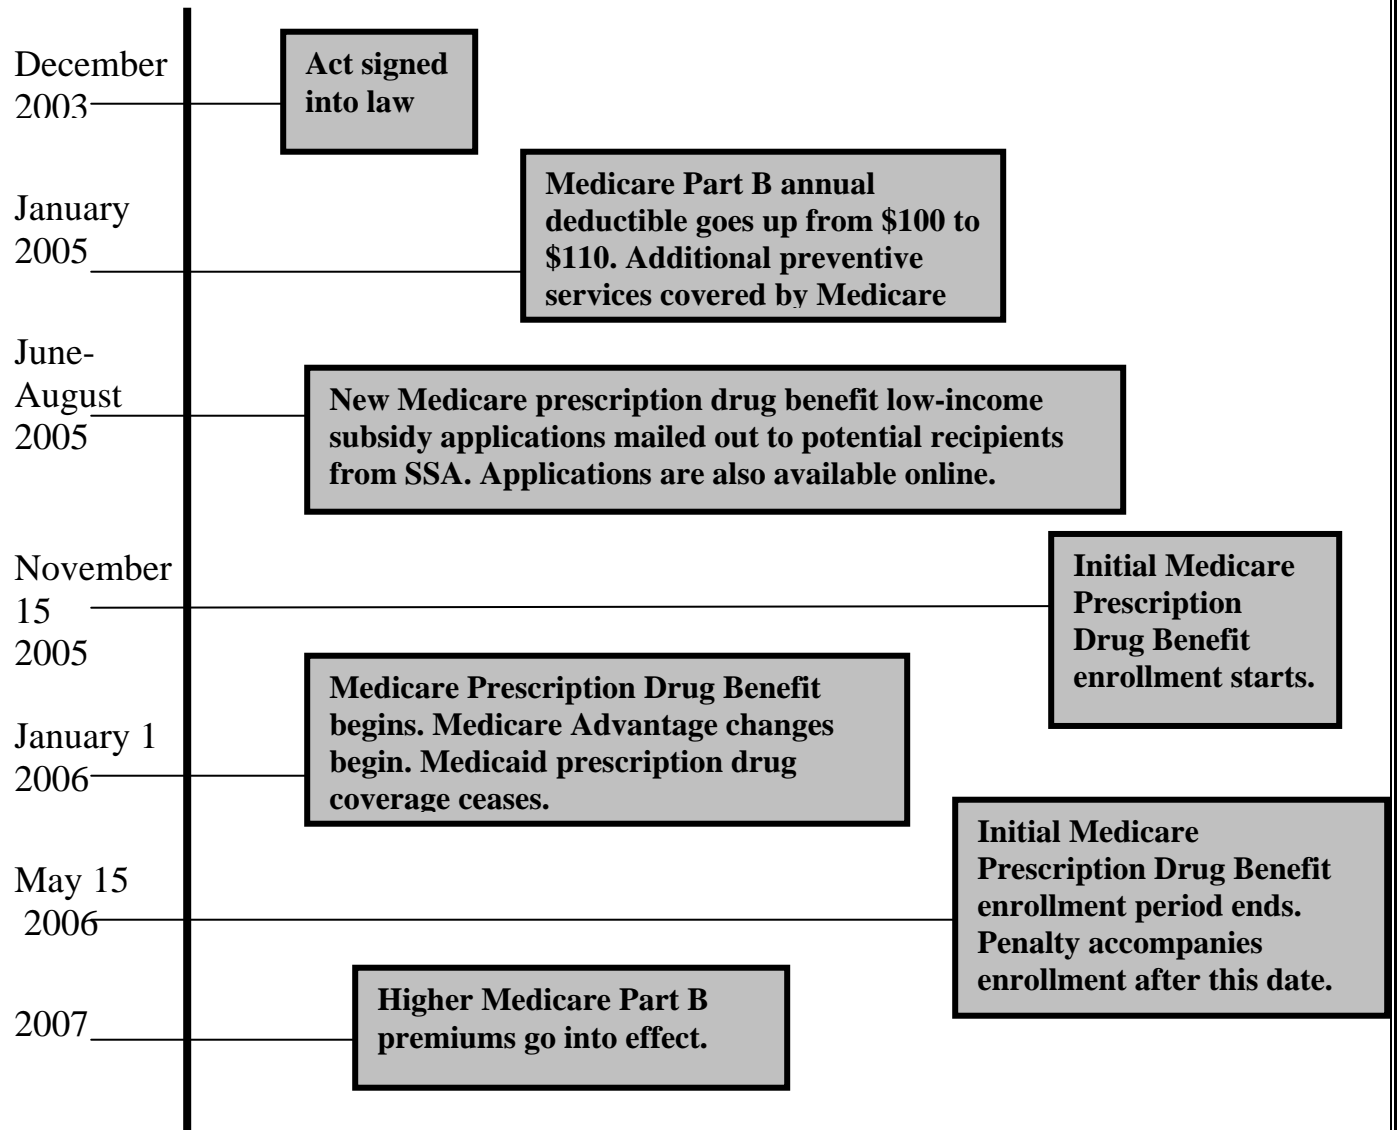 December
2003
Act signed
into law
January
2005
Medicare Part B annual
deductible goes up from $100 to
$110. Additional preventive
services covered by Medicare
June-
August
2005
New Medicare prescription drug benefit low-income
subsidy applications mailed out to potential recipients
from SSA. Applications are also available online.
November
15
2005
Initial Medicare
Prescription
Drug Benefit
enrollment starts.
January 1
2006
Medicare Prescription Drug Benefit
begins. Medicare Advantage changes
begin. Medicaid prescription drug
coverage ceases.
May 15
2006
Initial Medicare
Prescription Drug Benefit
enrollment period ends.
Penalty accompanies
enrollment after this date.
2007
Higher Medicare Part B
premiums go into effect.